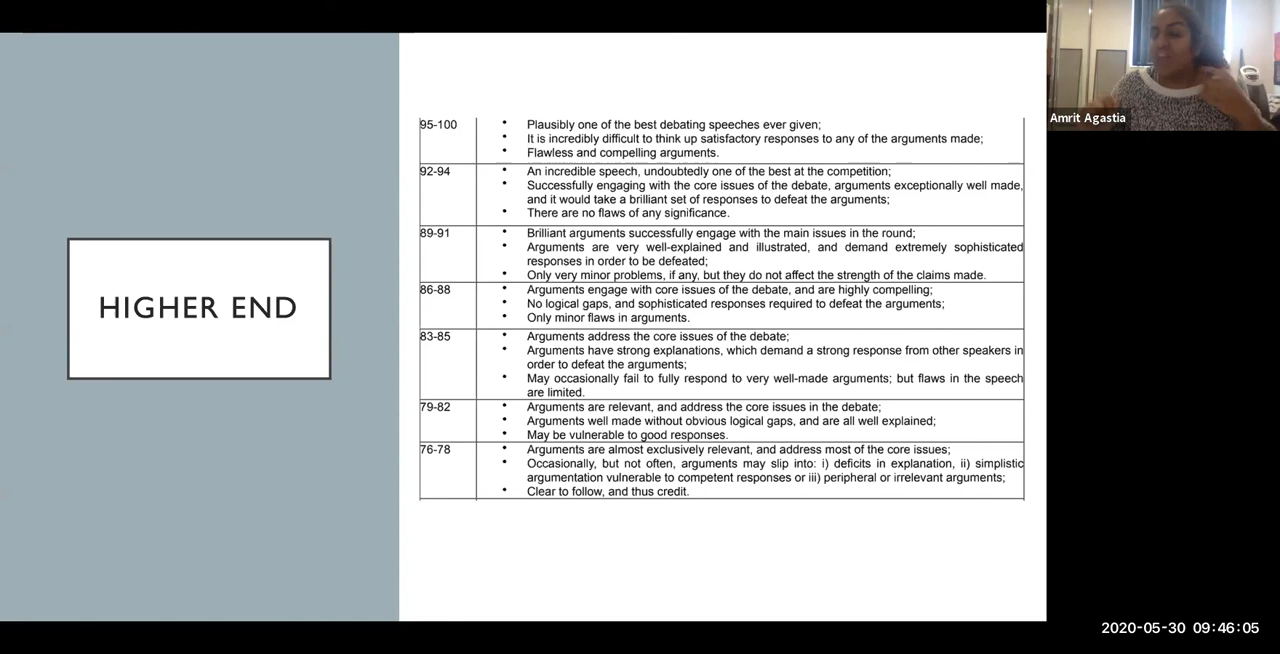 HIGHER END
95-100
Plausibly one of the best debating speeches ever given;
It is incredibly difficult to think up satisfactory responses to any of the arguments made;
Flawless and compelling arguments.
92-94
An incredible speech, undoubtedly one of the best at the competition;
Successfully engaging with the core issues of the debate, arguments exceptionally well made,
and it would take a brilliant set of responses to defeat the arguments;
There are no flaws of any significance.
89-91
Brilliant arguments successfully engage with the main issues in the round;
Arguments are very well-explained and illustrated, and demand extremely sophisticated
responses in order to be defeated;
Only very minor problems, if any, but they do not affect the strength of the claims made.
86-88
Arguments engage with core issues of the debate, and are highly compelling;
No logical gaps, and sophisticated responses required to defeat the arguments;
Only minor flaws in arguments.
83-85
Arguments address the core issues of the debate;
Arguments have strong explanations, which demand a strong response from other speakers in
order to defeat the arguments;
May occasionally fail to fully respond to very well-made arguments; but flaws in the speech
are limited.
79-82
Arguments are relevant, and address the core issues in the debate;
Arguments well made without obvious logical gaps, and are all well explained;
May be vulnerable to good responses.
76-78
Arguments are almost exclusively relevant, and address most of the core issues;
Occasionally, but not often, arguments may slip into: i) deficits in explanation, ii) simplistic
argumentation vulnerable to competent responses or iii) peripheral or irrelevant arguments;
Clear to follow, and thus credit.
Amrit Agastia
2020-05-30 09:46:05